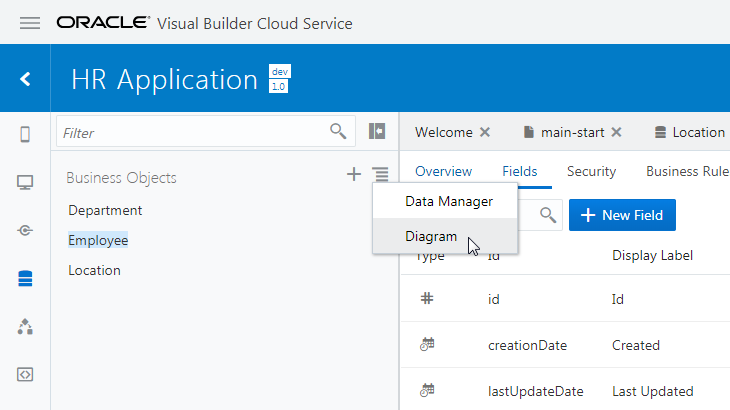 ORACLE® Visual Builder Cloud Service
HR Application dev 1.0
Filter
Welcome main-start Location
Business Objects
Overview Fields Security Business Rule
Department
Employee
Location
Data Manager
Diagram
New Field
Type Id Display Label
id Id
creationDate Created
lastUpdateDate Last Updated